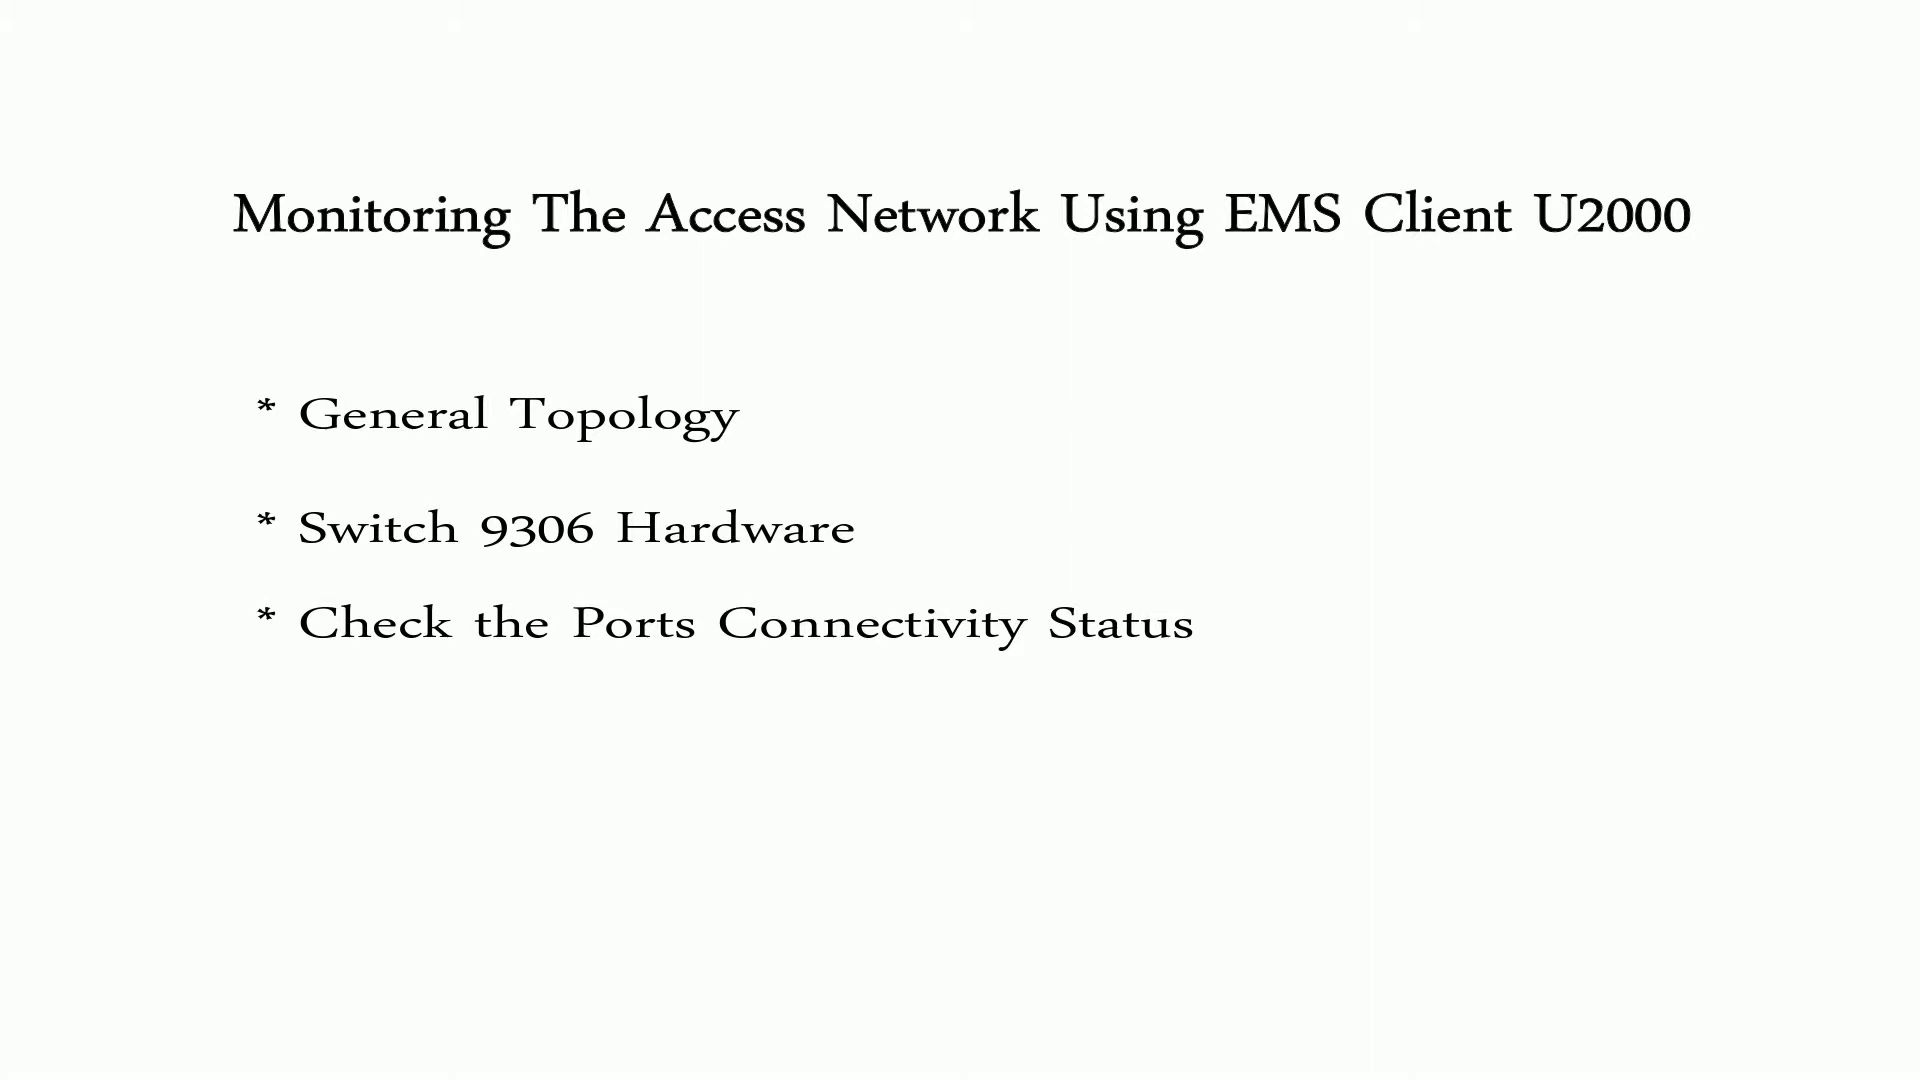 Monitoring The Access Network Using EMS Client U2000
* General Topology
* Switch 9306 Hardware
* Check the Ports Connectivity Status